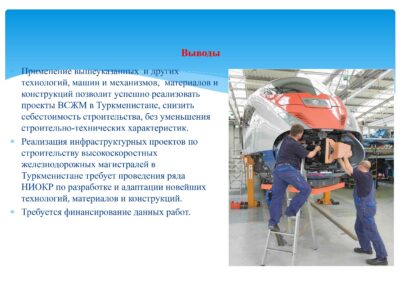 Выводы
Применение вышеуказанных и других
технологий, машин и механизмов, материалов и
конструкций позволит успешно реализовать
проекты ВСЖМ в Туркменистане, снизить
себестоимость строительства, без уменьшения
строительно-технических характеристик.
Реализация инфраструктурных проектов по
строительству высокоскоростных
железнодорожных магистралей в
Туркменистане требует проведения ряда
НИОКР по разработке и адаптации новейших
технологий, материалов и конструкций.
Требуется финансирование данных работ.